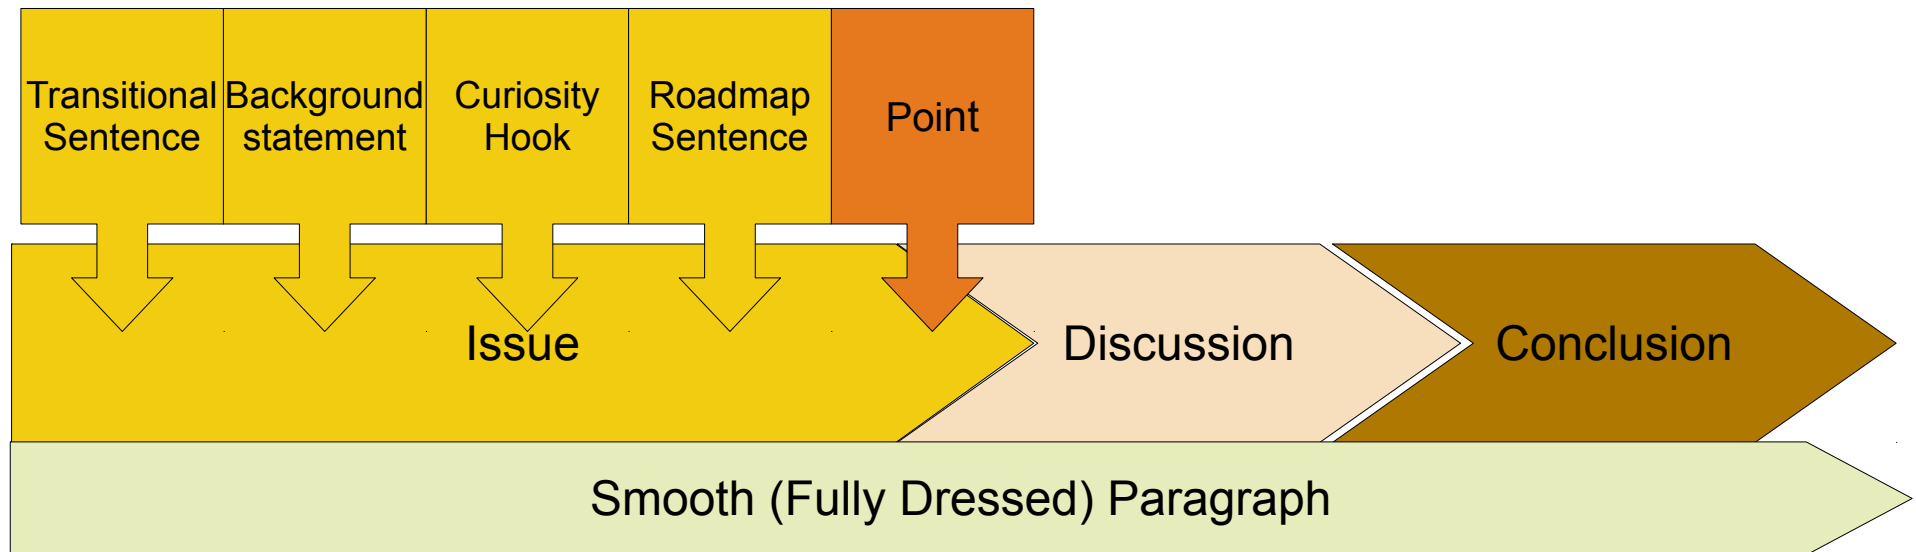 Transitional
Sentence
Background
statement
Curiosity
Hook
Roadmap
Sentence
Point
Issue
Discussion
Conclusion
Smooth (Fully Dressed) Paragraph